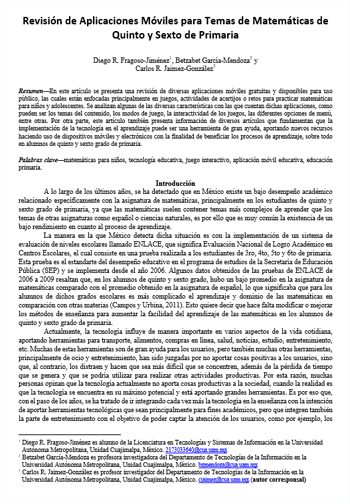 Revisión de Aplicaciones Móviles para Temas de Matemáticas de
Quinto y Sexto de Primaria
Diego R. Fragoso-Jiménez¹, Betzabet García-Mendoza² y
Carlos R. Jaimez-González³
Resumen—En este artículo se presenta una revisión de diversas aplicaciones móviles gratuitas y disponibles para uso
público, las cuales están enfocadas principalmente en juegos, actividades de acertijos o retos para practicar matemáticas
para niños y adolescentes. Se analizan algunas de las diversas características con las que cuentan dichas aplicaciones, como
pueden ser los temas del contenido, los modos de juego, la interactividad de los juegos, las diferentes opciones de menú,
entre otras. Por otra parte, este artículo también presenta información de diversos artículos que fundamentan que la
implementación de la tecnología en el aprendizaje puede ser una herramienta de gran ayuda, aportando nuevos recursos
haciendo uso de dispositivos móviles y electrónicos con la finalidad de beneficiar los procesos de aprendizaje, sobre todo
en alumnos de quinto y sexto grado de primaria.
Palabras clave—matemáticas para niños, tecnología educativa, juego interactivo, aplicación móvil educativa, educación
primaria.
Introducción
A lo largo de los últimos años, se ha detectado que en México existe un bajo desempeño académico
relacionado específicamente con la asignatura de matemáticas, principalmente en los estudiantes de quinto y
sexto grado de primaria, ya que las matemáticas suelen contener temas más complejos de aprender que los
temas de otras asignaturas como español o ciencias naturales, es por ello que es muy común la existencia de un
bajo rendimiento en cuanto al proceso de aprendizaje.
La manera en la que México detecta dicha situación es con la implementación de un sistema de
evaluación de niveles escolares llamado ENLACE, que significa Evaluación Nacional de Logro Académico en
Centros Escolares, el cual consiste en una prueba realizada a los estudiantes de 3ro, 4to, 5to y 6to de primaria.
Esta prueba es el estandarte del desempeño educativo en el programa de estudios de la Secretaría de Educación
Pública (SEP) y se implementa desde el año 2006. Algunos datos obtenidos de las pruebas de ENLACE de
2006 a 2009 resaltan que, en los alumnos de quinto y sexto grado, hubo un bajo promedio en la asignatura de
matemáticas comparado con el promedio obtenido en la asignatura de español, lo que significaba que para los
alumnos de dichos grados escolares es más complicado el aprendizaje y dominio de las matemáticas en
comparación con otras materias (Campos y Urbina, 2011). Esto quiere decir que hace falta modificar o mejorar
los métodos de enseñanza para aumentar la facilidad del aprendizaje de las matemáticas en los alumnos de
quinto y sexto grado de primaria.
Actualmente, la tecnología influye de manera importante en varios aspectos de la vida cotidiana,
aportando herramientas para transporte, alimentos, compras en línea, salud, noticias, estudio, entretenimiento,
etc. Muchas de estas herramientas son de gran ayuda para los usuarios, pero también muchas otras herramientas,
principalmente de ocio y entretenimiento, han sido juzgadas por no aportar cosas positivas a los usuarios, sino
que, al contrario, los distraen y hacen que sea más difícil que se concentren, además de la pérdida de tiempo
que se genera y que se podría utilizar para realizar otras actividades productivas. Por esta razón, muchas
personas opinan que la tecnología actualmente no aporta cosas productivas a la sociedad, cuando la realidad es
que la tecnología se encuentra en su máximo potencial y está aportando grandes herramientas. Es por eso que,
con el paso de los años, se ha tratado de ir integrando cada vez más la tecnología en la enseñanza con la intención
de aportar herramientas tecnológicas que sean principalmente para fines académicos, pero que integren también
la parte de entretenimiento con el objetivo de poder captar la atención de los usuarios, como por ejemplo, los
¹ Diego R. Fragoso-Jiménez es alumno de la Licenciatura en Tecnologías y Sistemas de Información en la Universidad
Autónoma Metropolitana, Unidad Cuajimalpa, México. 2173033640@cua.uam.mx
² Betzabet García-Mendoza es profesora investigadora del Departamento de Tecnologías de la Información en la
Universidad Autónoma Metropolitana, Unidad Cuajimalpa, México. bgmendoza@cua.uam.mx
³ Carlos R. Jaimez-González es profesor investigador del Departamento de Tecnologías de la Información en la
Universidad Autónoma Metropolitana, Unidad Cuajimalpa, México. cjaimez@cua.uam.mx (autor corresponsal)